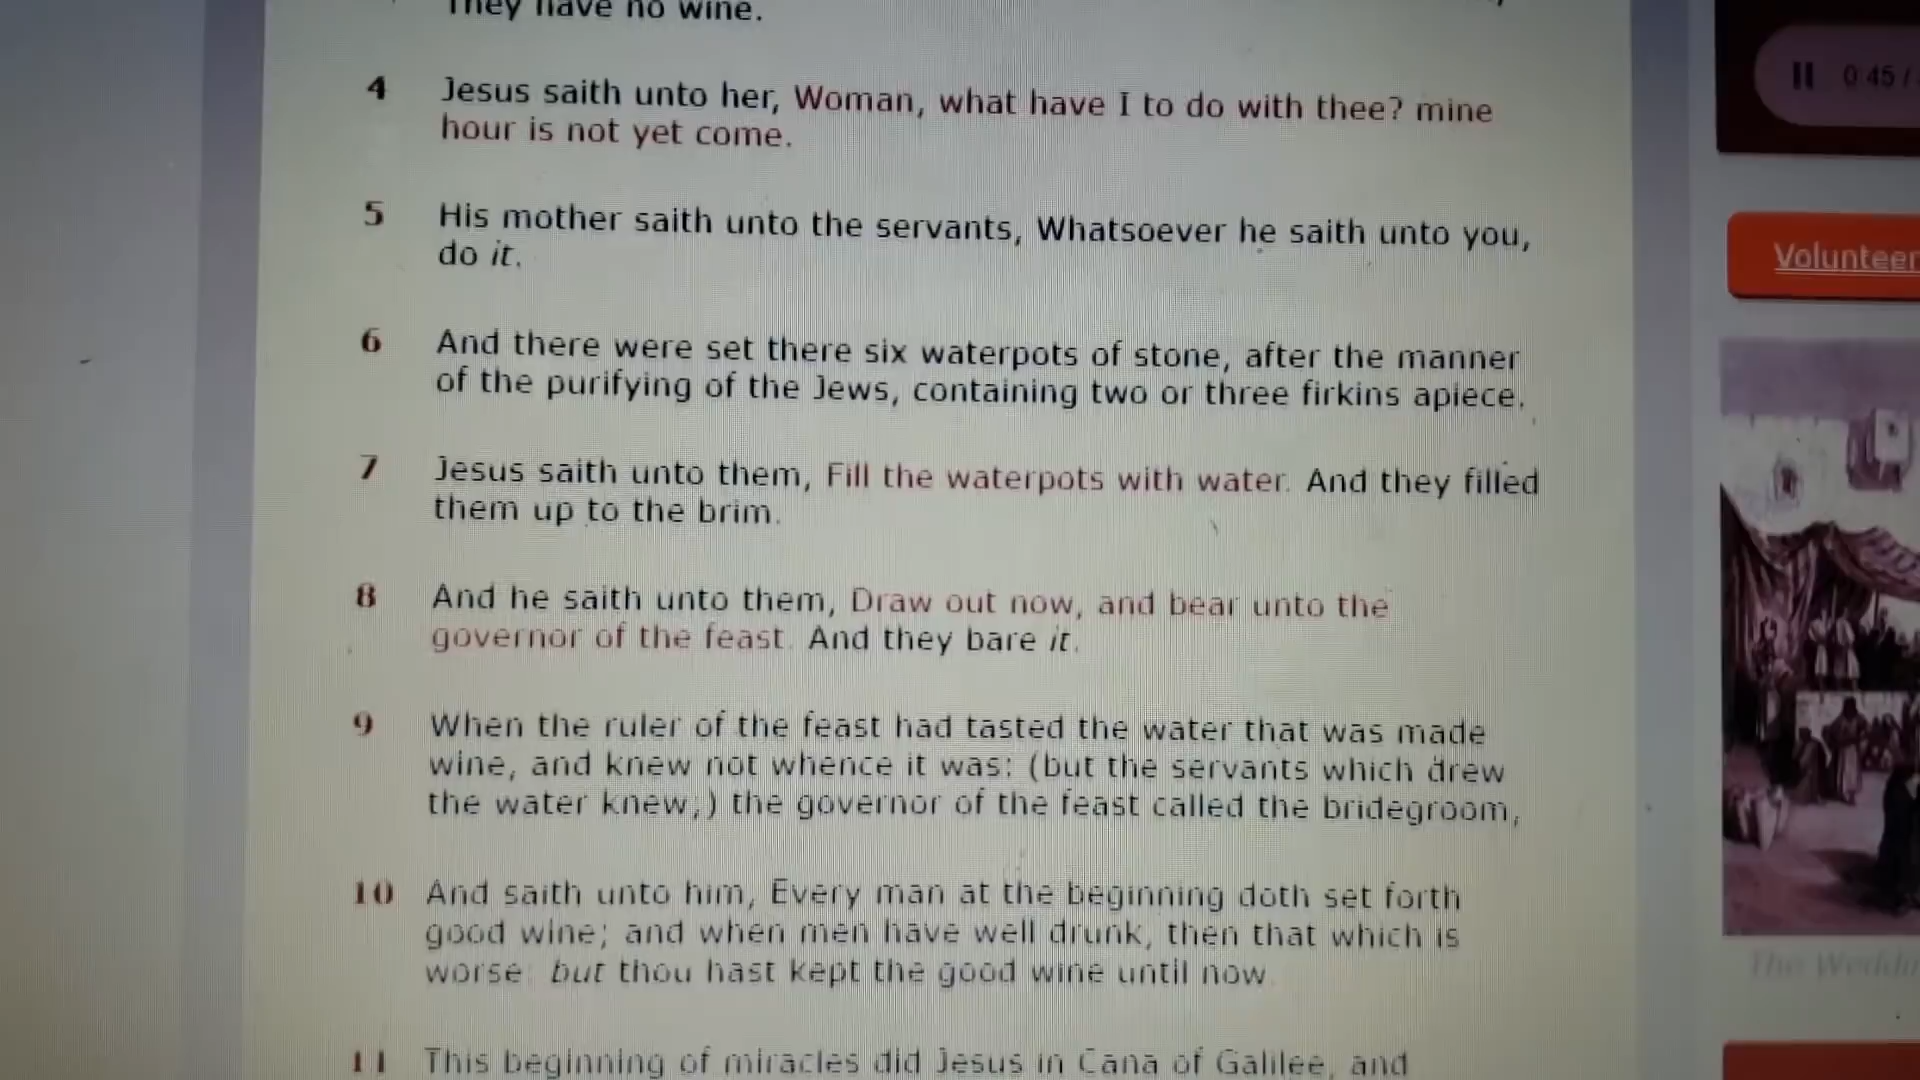 They have no wine.
4 Jesus saith unto her, Woman, what have I to do with thee? mine
hour is not yet come.
5 His mother saith unto the servants, Whatsoever he saith unto you,
do it.
6 And there were set there six waterpots of stone, after the manner
of the purifying of the Jews, containing two or three firkins apiece.
7 Jesus saith unto them, Fill the waterpots with water. And they filled
them up to the brim.
8 And he saith unto them, Draw out now, and bear unto the
governor of the feast. And they bare it.
9 When the ruler of the feast had tasted the water that was made
wine, and knew not whence it was: (but the servants which drew
the water knew;) the governor of the feast called the bridegroom,
10 And saith unto him, Every man at the beginning doth set forth
good wine; and when men have well drunk, then that which is
worse: but thou hast kept the good wine until now
11 This beginning of miracles did Jesus in Cana of Galilee, and
0:45 /
Volunteer
The